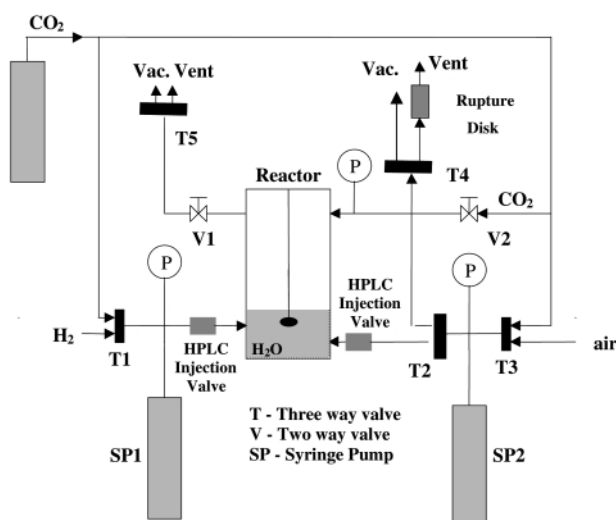 CO₂
Vac. Vent
Vac.
Vent
Rupture
Disk
T5
T4
P
Reactor
CO₂
V1
V2
P
P
HPLC
Injection
Valve
H₂
T1
HPLC
Injection
Valve
H₂O
T2
T3
air
T - Three way valve
V - Two way valve
SP - Syringe Pump
SP1
SP2